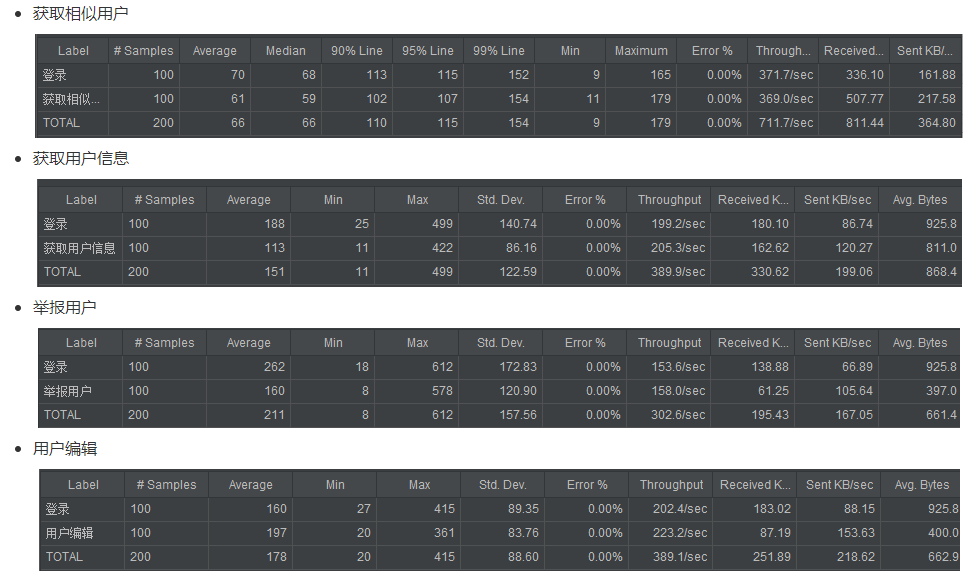 获取相似用户
Label # Samples Average Median 90% Line 95% Line 99% Line Min Maximum Error % Through... Received... Sent KB/...
登录 100 70 68 113 115 152 9 165 0.00% 371.7/sec 336.10 161.88
获取相似... 100 61 59 102 107 154 11 179 0.00% 369.0/sec 507.77 217.58
TOTAL 200 66 66 110 115 154 9 179 0.00% 711.7/sec 811.44 364.80
获取用户信息
Label # Samples Average Min Max Std. Dev. Error % Throughput Received K... Sent KB/sec Avg. Bytes
登录 100 188 25 499 140.74 0.00% 199.2/sec 180.10 86.74 925.8
获取用户信息 100 113 11 422 86.16 0.00% 205.3/sec 162.62 120.27 811.0
TOTAL 200 151 11 499 122.59 0.00% 389.9/sec 330.62 199.06 868.4
举报用户
Label # Samples Average Min Max Std. Dev. Error % Throughput Received K... Sent KB/sec Avg. Bytes
登录 100 262 18 612 172.83 0.00% 153.6/sec 138.88 66.89 925.8
举报用户 100 160 8 578 120.90 0.00% 158.0/sec 61.25 105.64 397.0
TOTAL 200 211 8 612 157.56 0.00% 302.6/sec 195.43 167.05 661.4
用户编辑
Label # Samples Average Min Max Std. Dev. Error % Throughput Received K... Sent KB/sec Avg. Bytes
登录 100 160 27 415 89.35 0.00% 202.4/sec 183.02 88.15 925.8
用户编辑 100 197 20 361 83.76 0.00% 223.2/sec 87.19 153.63 400.0
TOTAL 200 178 20 415 88.60 0.00% 389.1/sec 251.89 218.62 662.9